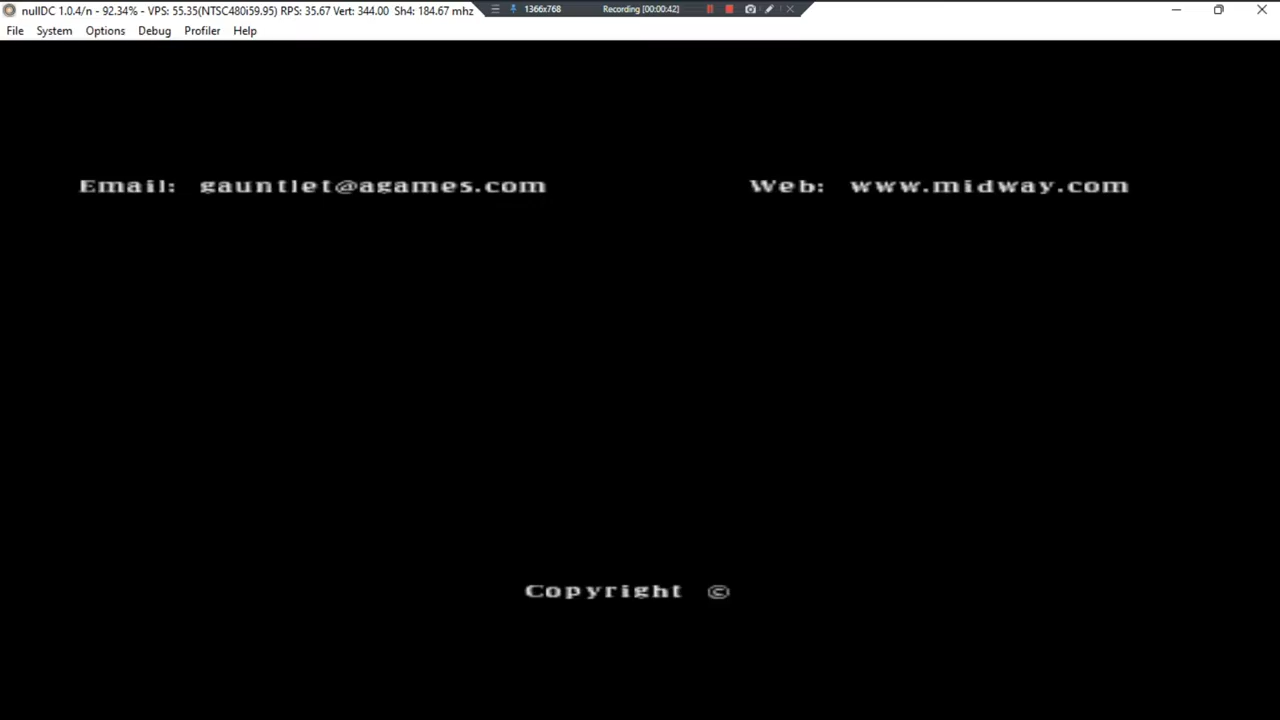 nullDC 1.0.4/n - 92.34% - VPS: 55.35(NTSC480i59.95) RPS: 35.67 Vert: 344.00 Sh4: 184.67 mhz
1366x768
Recording [00:00:42]
File System Options Debug Profiler Help
Email: gauntlet@agames.com
Web: www.midway.com
Copyright ©